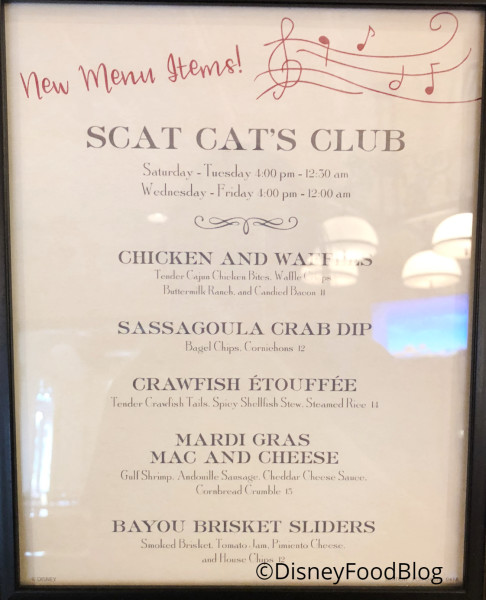 New Menu Items!
SCAT CAT'S CLUB
Saturday - Tuesday 4:00 pm - 12:30 am
Wednesday - Friday 4:00 pm - 12:00 am
CHICKEN AND WAFFLES
Tender Cajun Chicken Bites, Waffle
Buttermilk Ranch, and Candied Bacon 11
SASSAGOULA CRAB DIP
Bagel Chips, Cornichons 12
CRAWFISH ÉTOUFFÉE
Tender Crawfish Tails, Spicy Shellfish Stew, Steamed Rice 14
MARDI GRAS
MAC AND CHEESE
Gulf Shrimp, Andouille Sausage, Cheddar Cheese Sauce,
Cornbread Crumble 15
BAYOU BRISKET SLIDERS
Smoked Brisket, Tomato Jam, Pimiento Cheese,
and House Chips 12
© DISNEY
©DisneyFoodBlog